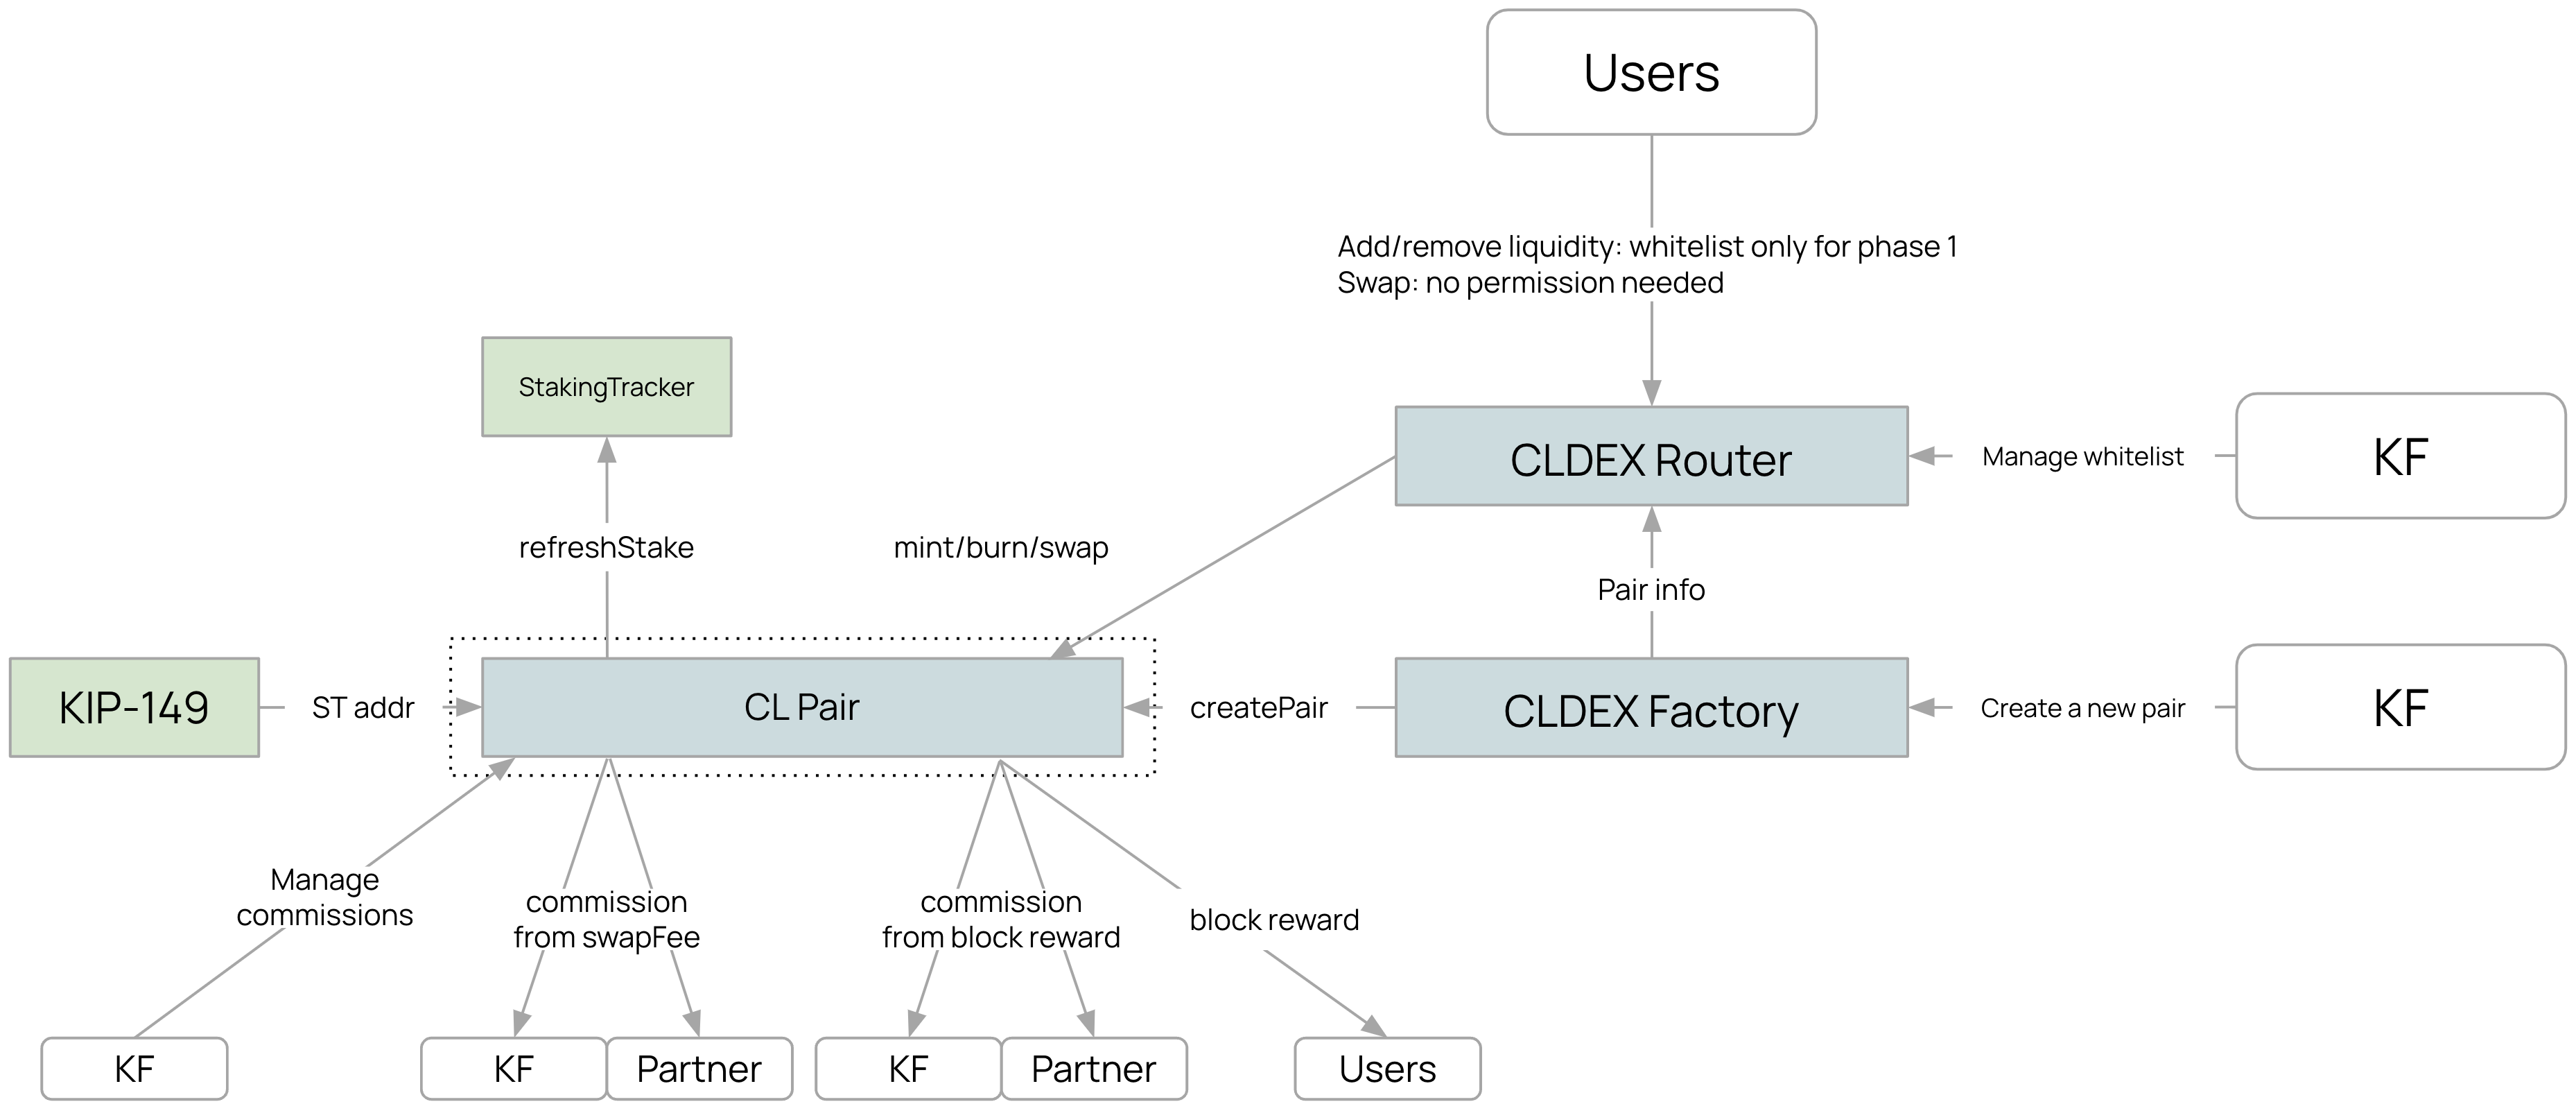 Users
Add/remove liquidity: whitelist only for phase 1
Swap: no permission needed
StakingTracker
CLDEX Router
Manage whitelist
KF
refreshStake
mint/burn/swap
Pair info
KIP-149
ST addr
CL Pair
createPair
CLDEX Factory
Create a new pair
KF
Manage
commissions
commission
from swapFee
commission
from block reward
block reward
KF
KF
Partner
KF
Partner
Users